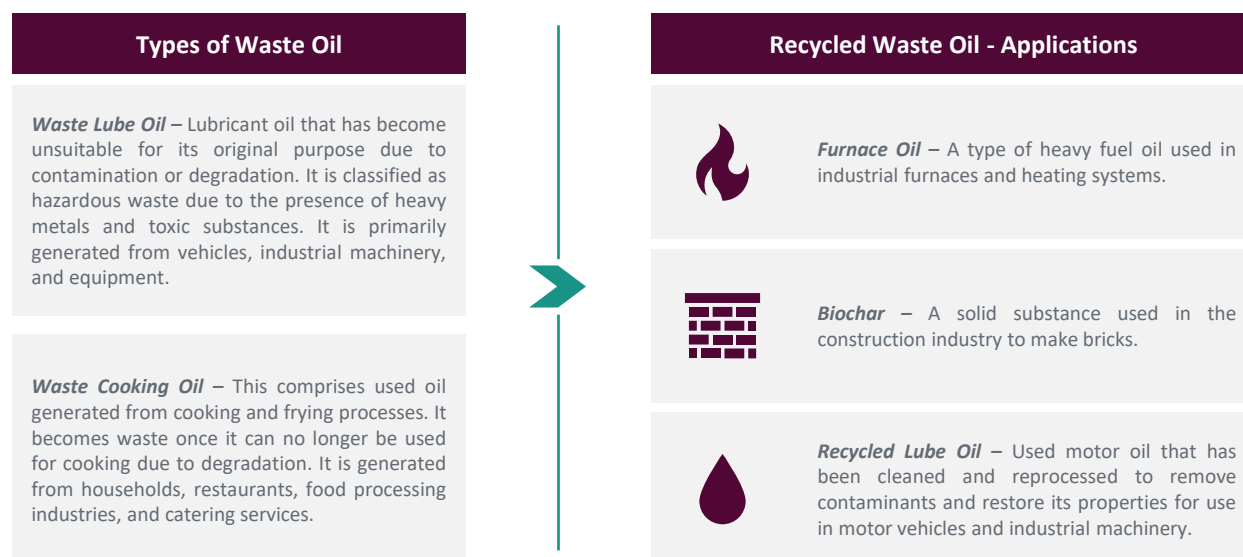 Types of Waste Oil
Waste Lube Oil – Lubricant oil that has become
unsuitable for its original purpose due to
contamination or degradation. It is classified as
hazardous waste due to the presence of heavy
metals and toxic substances. It is primarily
generated from vehicles, industrial machinery,
and equipment.
Waste Cooking Oil – This comprises used oil
generated from cooking and frying processes. It
becomes waste once it can no longer be used
for cooking due to degradation. It is generated
from households, restaurants, food processing
industries, and catering services.
Recycled Waste Oil - Applications
Furnace Oil – A type of heavy fuel oil used in
industrial furnaces and heating systems.
Biochar – A solid substance used in the
construction industry to make bricks.
Recycled Lube Oil – Used motor oil that has
been cleaned and reprocessed to remove
contaminants and restore its properties for use
in motor vehicles and industrial machinery.